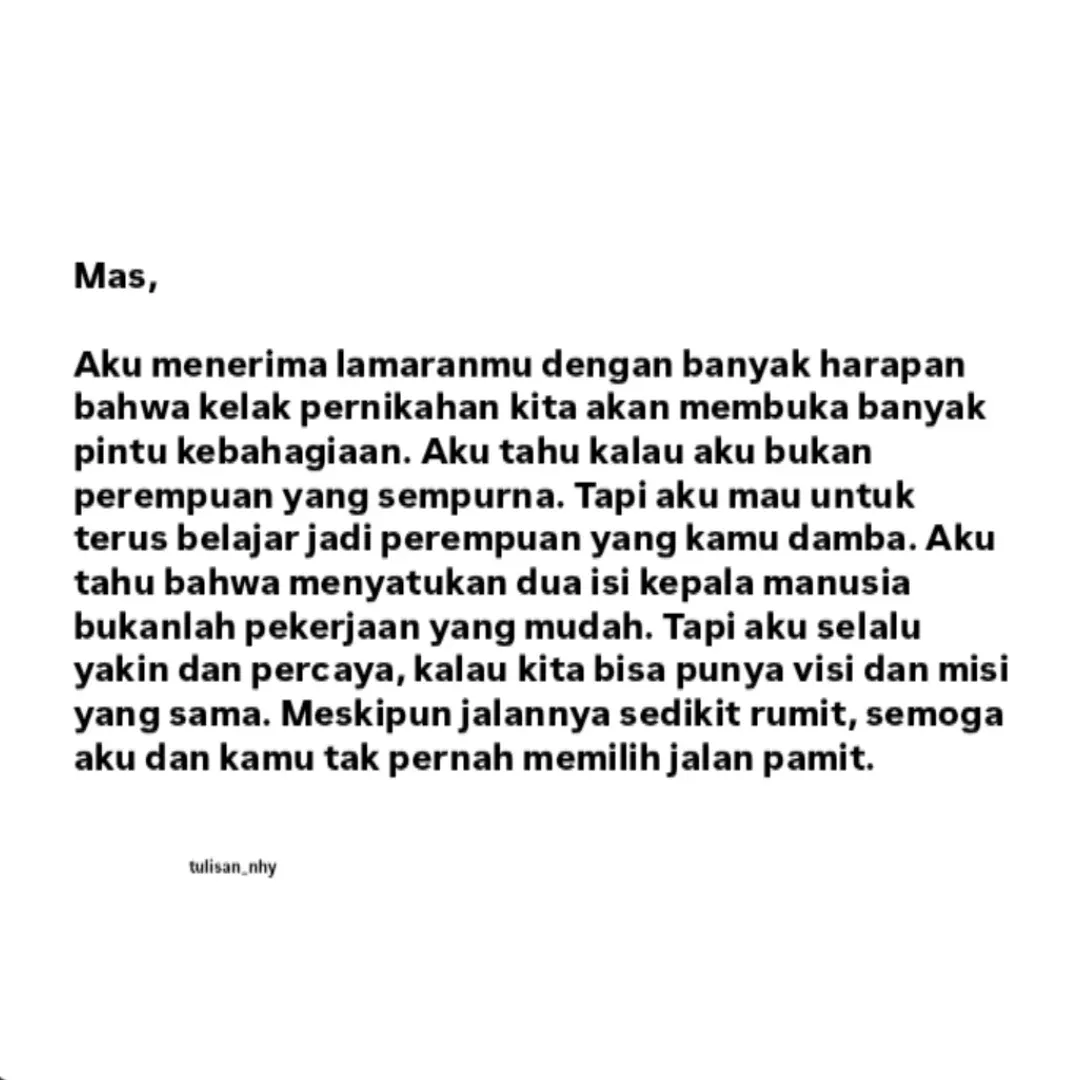 Mas,
Aku menerima lamaranmu dengan banyak harapan
bahwa kelak pernikahan kita akan membuka banyak
pintu kebahagiaan. Aku tahu kalau aku bukan
perempuan yang sempurna. Tapi aku mau untuk
terus belajar jadi perempuan yang kamu damba. Aku
tahu bahwa menyatukan dua isi kepala manusia
bukanlah pekerjaan yang mudah. Tapi aku selalu
yakin dan percaya, kalau kita bisa punya visi dan misi
yang sama. Meskipun jalannya sedikit rumit, semoga
aku dan kamu tak pernah memilih jalan pamit.
tulisan_nhy